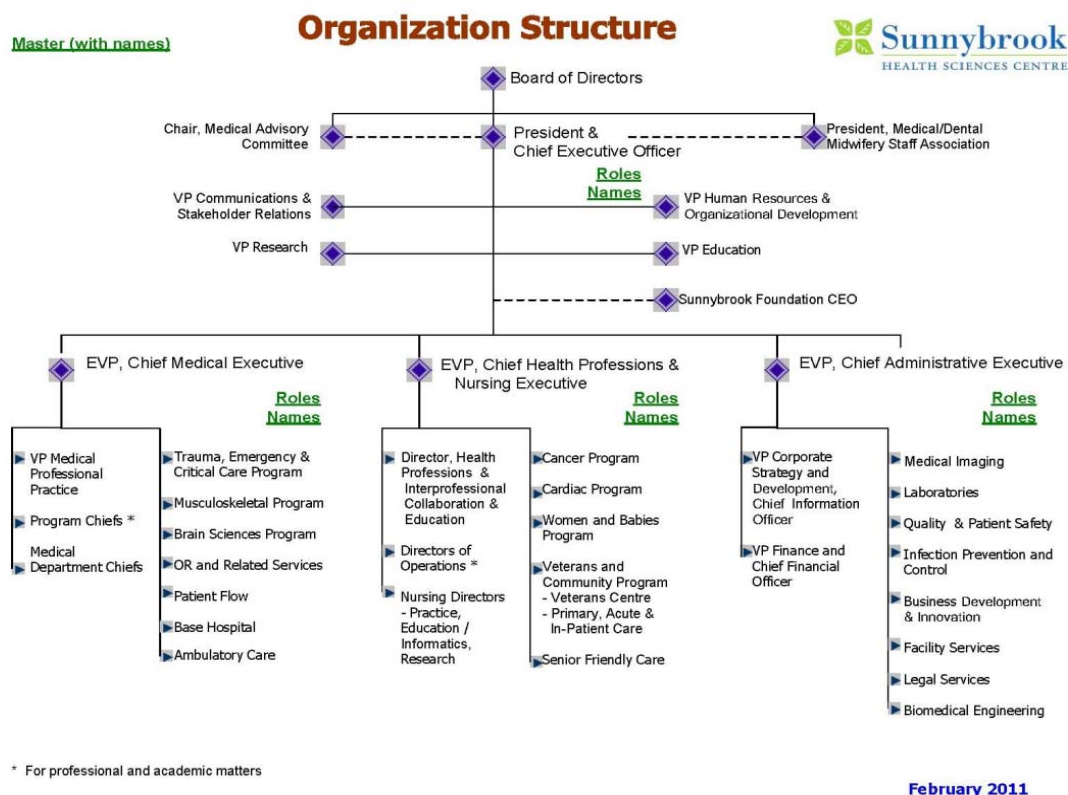 Organization Structure
Master (with names)
Sunnybrook
HEALTH SCIENCES CENTRE
Board of Directors
Chair, Medical Advisory
Committee
President &
Chief Executive Officer
President, Medical/Dental
Midwifery Staff Association
Roles
Names
VP Communications &
Stakeholder Relations
VP Human Resources &
Organizational Development
VP Research
VP Education
Sunnybrook Foundation CEO
EVP, Chief Medical Executive
EVP, Chief Health Professions &
Nursing Executive
EVP, Chief Administrative Executive
Roles
Names
Roles
Names
Roles
Names
VP Medical
Professional
Practice
Program Chiefs *
Medical
Department Chiefs
Trauma, Emergency &
Critical Care Program
Musculoskeletal Program
Brain Sciences Program
OR and Related Services
Patient Flow
Base Hospital
Ambulatory Care
Director, Health
Professions &
Interprofessional
Collaboration &
Education
Directors of
Operations *
Nursing Directors
- Practice,
Education /
Informatics,
Research
Cancer Program
Cardiac Program
Women and Babies
Program
Veterans and
Community Program
- Veterans Centre
- Primary, Acute &
In-Patient Care
Senior Friendly Care
VP Corporate
Strategy and
Development,
Chief Information
Officer
VP Finance and
Chief Financial
Officer
Medical Imaging
Laboratories
Quality & Patient Safety
Infection Prevention and
Control
Business Development
& Innovation
Facility Services
Legal Services
Biomedical Engineering
* For professional and academic matters
February 2011